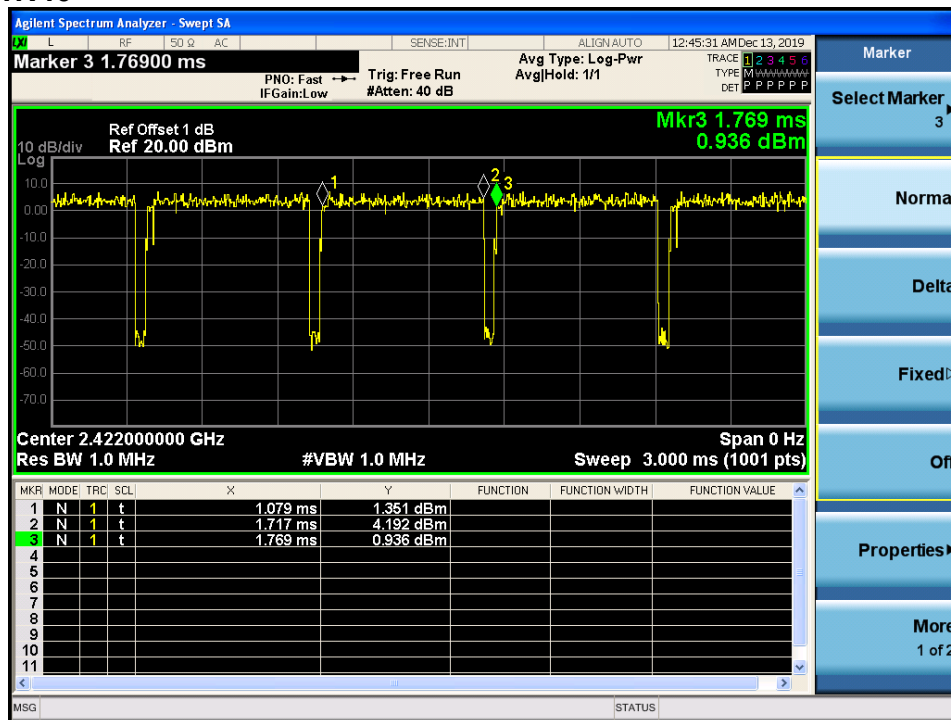 Agilent Spectrum Analyzer - Swept SA
LXI L RF 50 Ω AC SENSE:INT ALIGN AUTO 12:45:31 AM Dec 13, 2019
Marker 3 1.76900 ms
PNO: Fast
IFGain:Low
Trig: Free Run
#Atten: 40 dB
Avg Type: Log-Pwr
Avg|Hold: 1/1
TRACE 1 2 3 4 5 6
TYPE M WWWWW
DET P P P P P P
Mkr3 1.769 ms
0.936 dBm
Ref Offset 1 dB
10 dB/div Ref 20.00 dBm
Log
10.0
0.00
-10.0
-20.0
-30.0
-40.0
-50.0
-60.0
-70.0
1
2
3
Center 2.422000000 GHz Span 0 Hz
Res BW 1.0 MHz #VBW 1.0 MHz Sweep 3.000 ms (1001 pts)
MKR MODE TRC SCL X Y FUNCTION FUNCTION WIDTH FUNCTION VALUE
1 N 1 t 1.079 ms 1.351 dBm
2 N 1 t 1.717 ms 4.192 dBm
3 N 1 t 1.769 ms 0.936 dBm
4
5
6
7
8
9
10
11
MSG STATUS
Marker
Select Marker
3
Norma
Delta
Fixed
Off
Properties
More
1 of 2